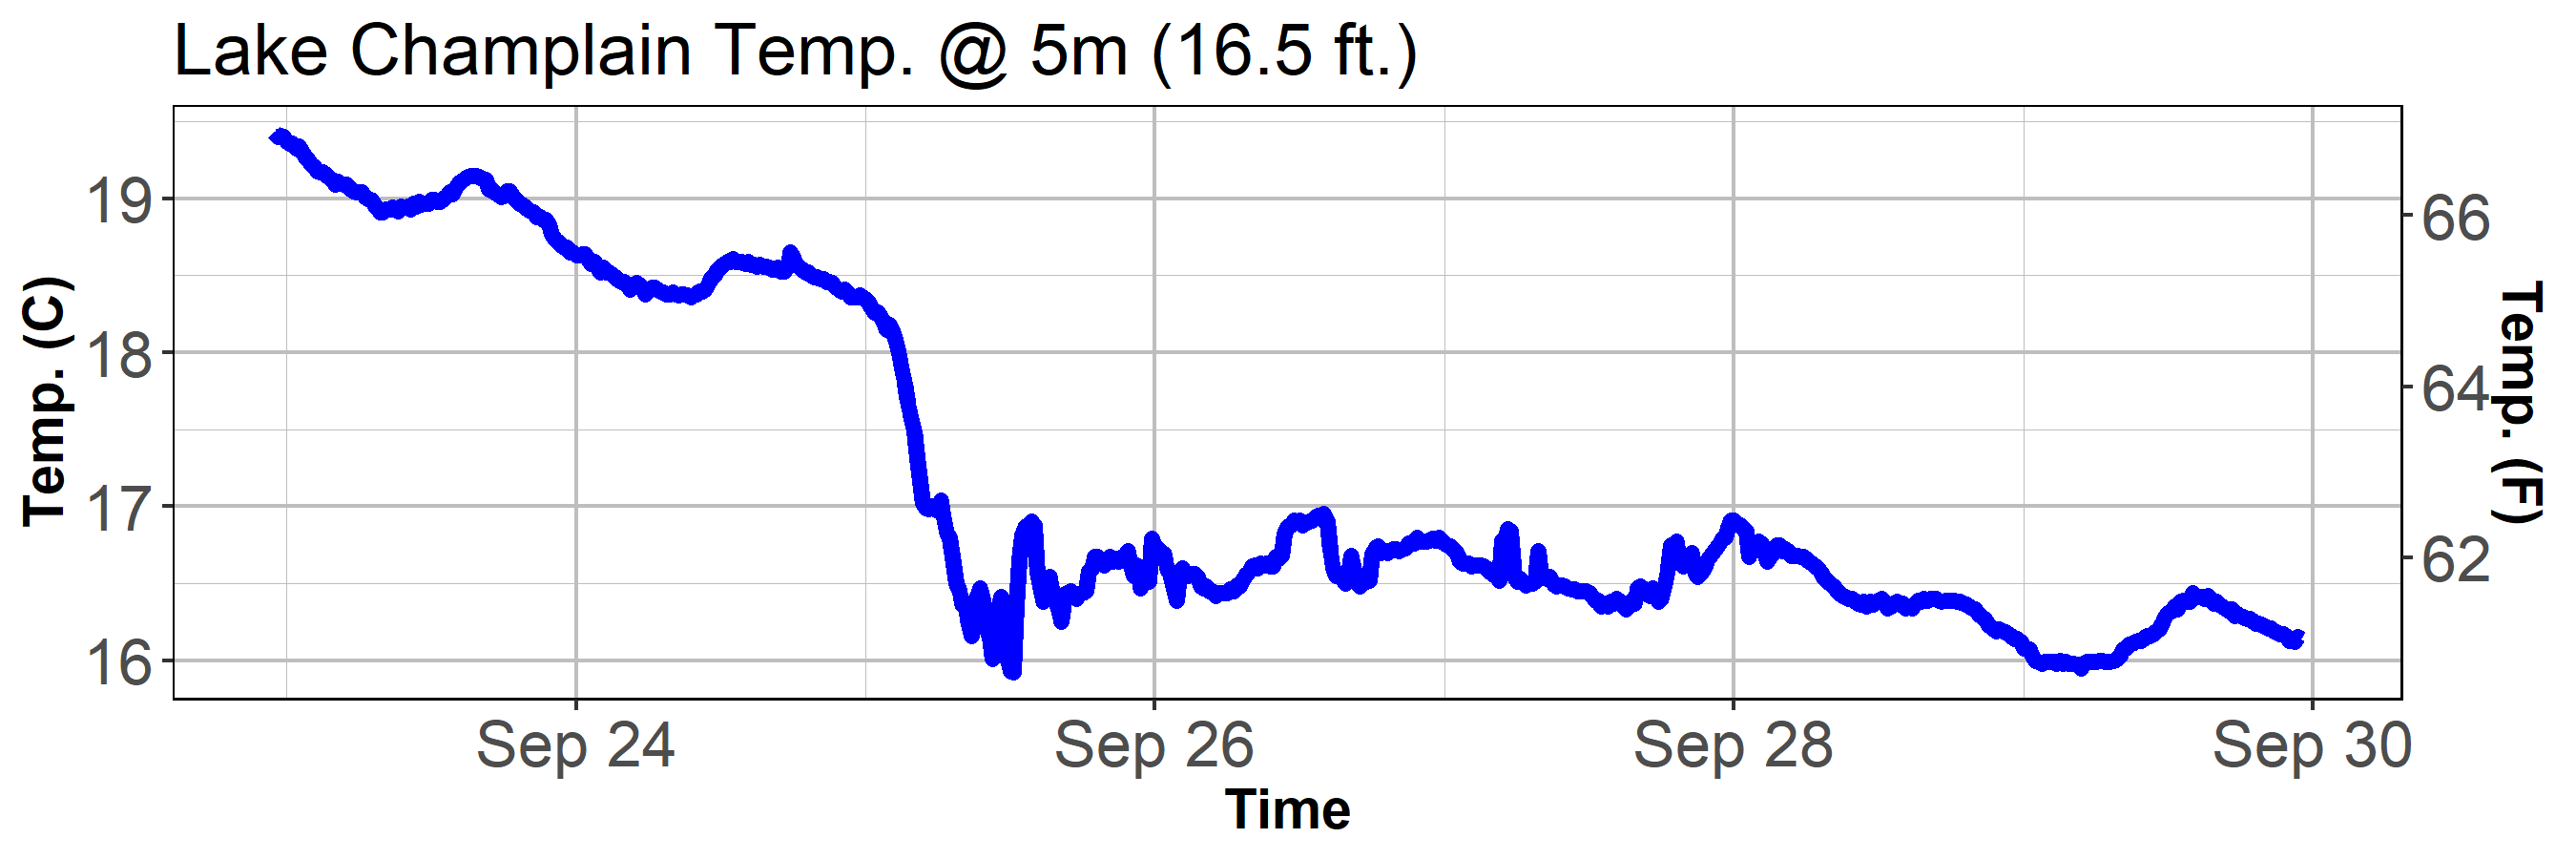 Lake Champlain Temp. @ 5m (16.5 ft.)
Temp. (C)
19
18
17
16
66
64
62
Temp. (F)
Sep 24
Sep 26
Sep 28
Sep 30
Time